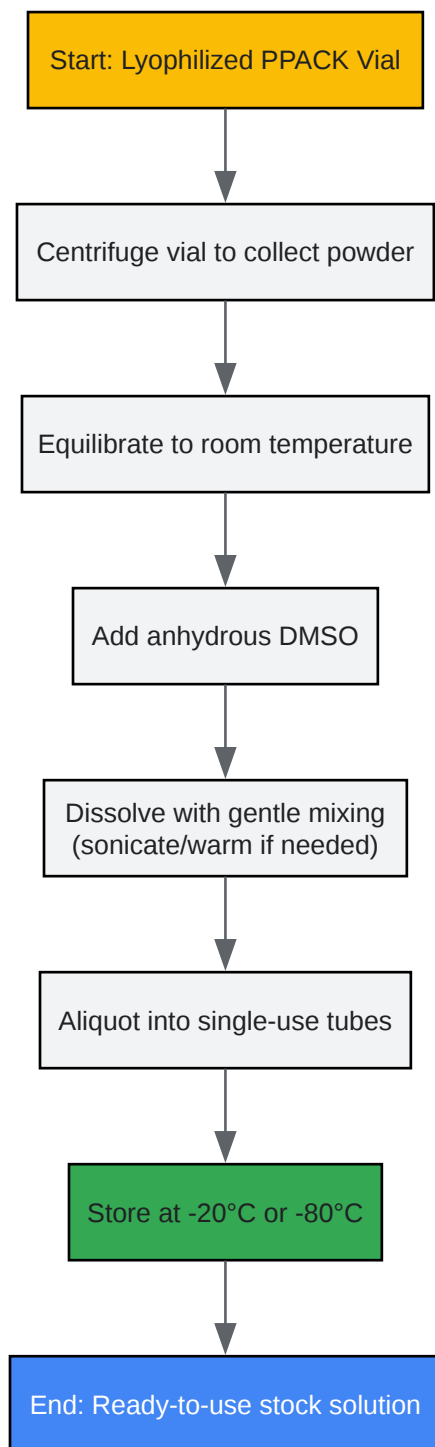 Start: Lyophilized PPACK Vial
Centrifuge vial to collect powder
Equilibrate to room temperature
Add anhydrous DMSO
Dissolve with gentle mixing
(sonicate/warm if needed)
Aliquot into single-use tubes
Store at -20°C or -80°C
End: Ready-to-use stock solution